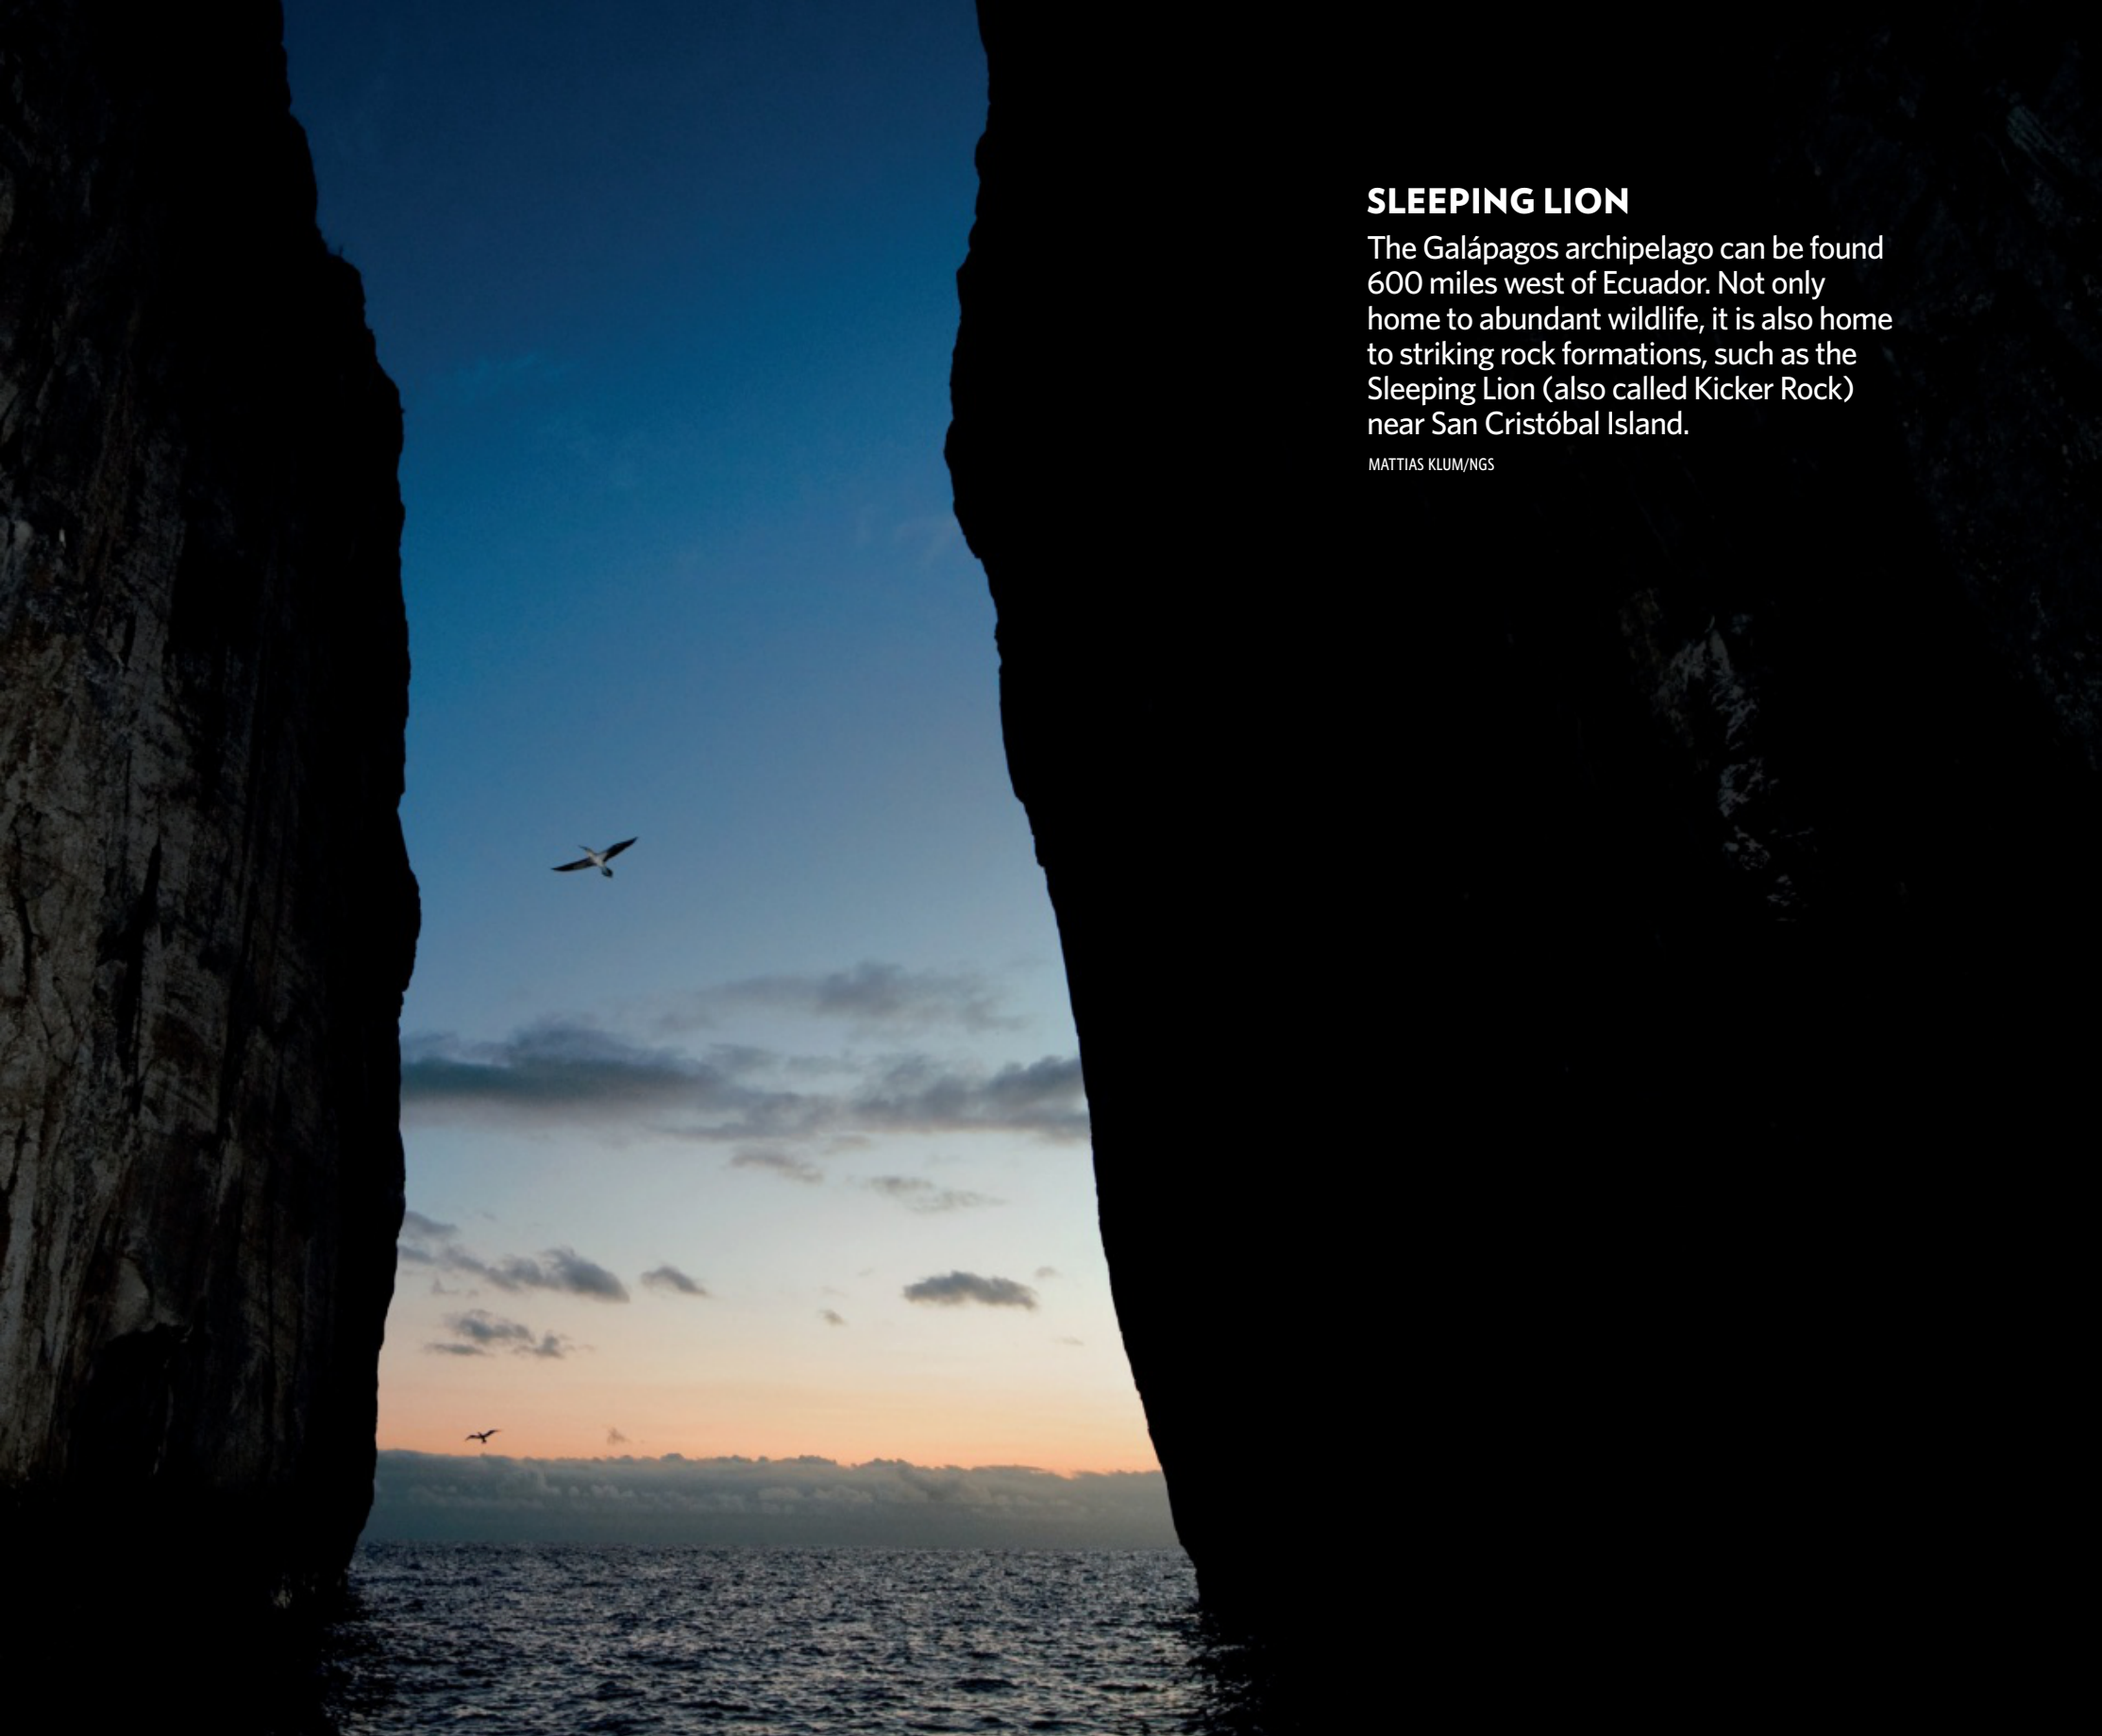 SLEEPING LION
The Galápagos archipelago can be found
600 miles west of Ecuador. Not only
home to abundant wildlife, it is also home
to striking rock formations, such as the
Sleeping Lion (also called Kicker Rock)
near San Cristóbal Island.
MATTIAS KLUM/NGS